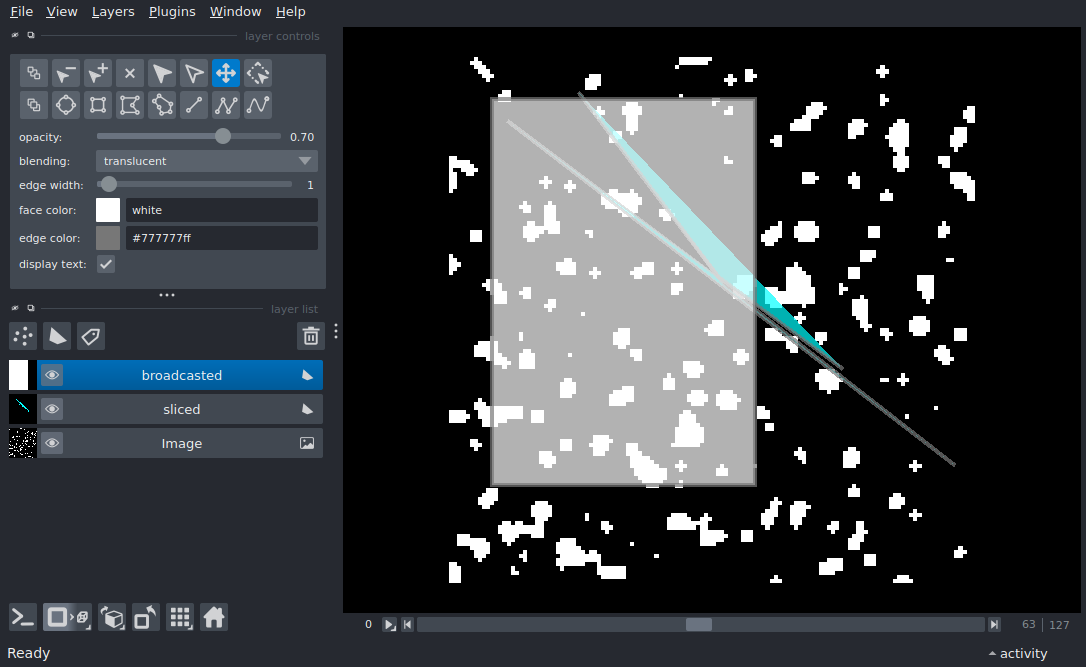 File View Layers Plugins Window Help
layer controls
opacity: 0.70
blending: translucent
edge width: 1
face color: white
edge color: #777777ff
display text:
layer list
broadcasted
sliced
Image
0 63 127
Ready activity